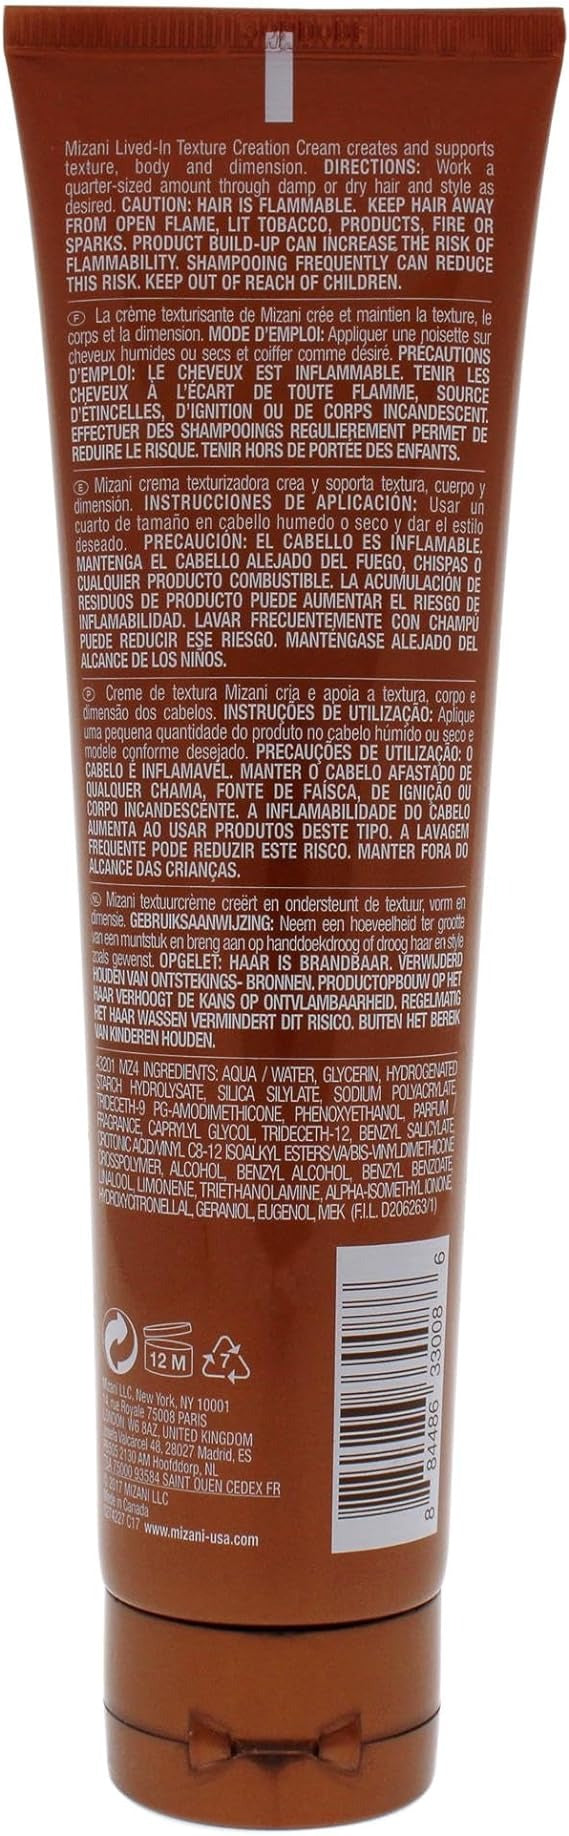 Mizani Lived-In Texture Creation Cream creates and supports
texture, body and dimension. DIRECTIONS: Work a
quarter-sized amount through damp or dry hair and style as
desired. CAUTION: HAIR IS FLAMMABLE. KEEP HAIR AWAY
FROM OPEN FLAME, LIT TOBACCO, PRODUCTS, FIRE OR
SPARKS. PRODUCT BUILD-UP CAN INCREASE THE RISK OF
FLAMMABILITY. SHAMPOOING FREQUENTLY CAN REDUCE
THIS RISK. KEEP OUT OF REACH OF CHILDREN.
F La crème texturisante de Mizani crée et maintien la texture, le
corps et la dimension. MODE D'EMPLOI: Appliquer une noisette sur
cheveux humides ou secs et coiffer comme désiré. PRÉCAUTIONS
D'EMPLOI: LE CHEVEUX EST INFLAMMABLE. TENIR LES
CHEVEUX À L'ÉCART DE TOUTE FLAMME, SOURCE
D'ÉTINCELLES, D'IGNITION OU DE CORPS INCANDESCENT.
EFFECTUER DES SHAMPOOINGS REGULIEREMENT PERMET DE
REDUIRE LE RISQUE. TENIR HORS DE PORTÉE DES ENFANTS.
E Mizani crema texturizadora crea y soporta textura, cuerpo y
dimensión. INSTRUCCIONES DE APLICACIÓN: Usar un
cuarto de tamaño en cabello humedo o seco y dar el estilo
deseado. PRECAUCIÓN: EL CABELLO ES INFLAMABLE.
MANTENGA EL CABELLO ALEJADO DEL FUEGO, CHISPAS O
CUALQUIER PRODUCTO COMBUSTIBLE. LA ACUMULACIÓN DE
RESIDUOS DE PRODUCTO PUEDE AUMENTAR EL RIESGO DE
INFLAMABILIDAD. LAVAR FRECUENTEMENTE CON CHAMPÚ
PUEDE REDUCIR ESE RIESGO. MANTÉNGASE ALEJADO DEL
ALCANCE DE LOS NIÑOS.
P Creme de textura Mizani cria e apoia a textura, corpo e
dimensão dos cabelos. INSTRUÇÕES DE UTILIZAÇÃO: Aplique
uma pequena quantidade do produto no cabelo húmido ou seco e
modele conforme desejado. PRECAUÇÕES DE UTILIZAÇÃO: O
CABELO É INFLAMAVEL. MANTER O CABELO AFASTADO DE
QUALQUER CHAMA, FONTE DE FAÍSCA, DE IGNIÇÃO OU
CORPO INCANDESCENTE. A INFLAMABILIDADE DO CABELO
AUMENTA AO USAR PRODUTOS DESTE TIPO. A LAVAGEM
FREQUENTE PODE REDUZIR ESTE RISCO. MANTER FORA DO
ALCANCE DAS CRIANÇAS.
NL Mizani textuurcrème creërt en ondersteunt de textuur, vorm en
dimensie. GEBRUIKSAANWIJZING: Neem een hoeveelheid ter grootte
van een muntstuk en breng aan op handdoekdroog of droog haar en style
zoals gewenst. OPGELET: HAAR IS BRANDBAAR. VERWIJDERD
HOUDEN VAN ONTSTEKINGS- BRONNEN. PRODUCTOPBOUW OP HET
HAAR VERHOOGT DE KANS OP ONTVLAMBAARHEID. REGELMATIG
HET HAAR WASSEN VERMINDERT DIT RISICO. BUITEN HET BEREIK
VAN KINDEREN HOUDEN.
43201 MZ4 INGREDIENTS: AQUA / WATER, GLYCERIN, HYDROGENATED
STARCH HYDROLYSATE, SILICA SILYLATE, SODIUM POLYACRYLATE,
TRIDECETH-9 PG-AMODIMETHICONE, PHENOXYETHANOL, PARFUM /
FRAGRANCE, CAPRYLYL GLYCOL, TRIDECETH-12, BENZYL SALICYLATE,
CROTONIC ACID/VINYL C8-12 ISOALKYL ESTERS/VA/BIS-VINYLDIMETHICONE
CROSSPOLYMER, ALCOHOL, BENZYL ALCOHOL, BENZYL BENZOATE,
LINALOOL, LIMONENE, TRIETHANOLAMINE, ALPHA-ISOMETHYL IONONE,
HYDROXYCITRONELLAL, GERANIOL, EUGENOL, MEK (F.I.L. D206263/1)
12 M
7
Mizani LLC, New York, NY 10001
14, rue Royale 75008 PARIS
LONDON, W6 8AZ, UNITED KINGDOM
Josefa Valcárcel 48, 28027 Madrid, ES
2130 AM Hoofddorp, NL
75000 93584 SAINT OUEN CEDEX FR
© 2017 MIZANI LLC
Made in Canada
C17 www.mizani-usa.com
8 84486 33008 6